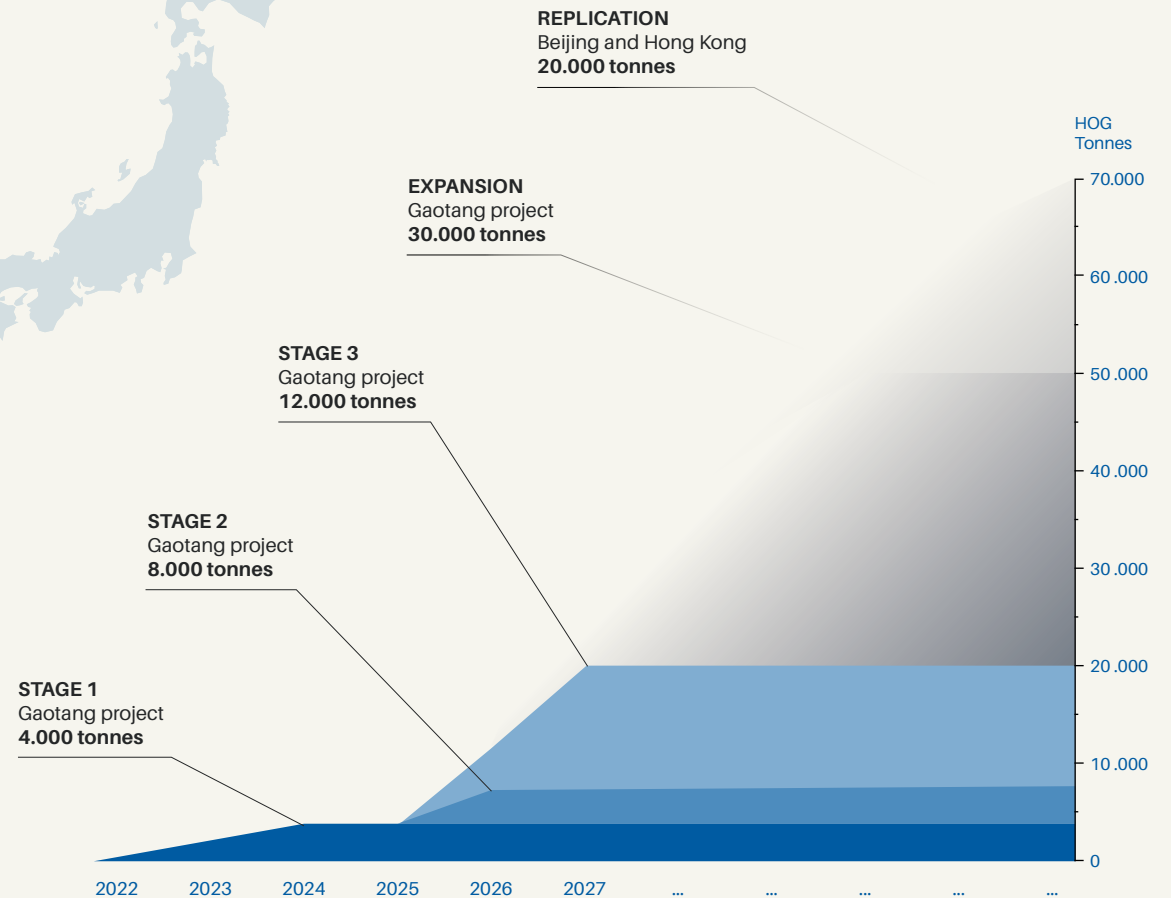 REPLICATION
Beijing and Hong Kong
20.000 tonnes
EXPANSION
Gaotang project
30.000 tonnes
STAGE 3
Gaotang project
12.000 tonnes
STAGE 2
Gaotang project
8.000 tonnes
STAGE 1
Gaotang project
4.000 tonnes
HOG
Tonnes
70.000
60.000
50.000
40.000
30.000
20.000
10.000
0
2022 2023 2024 2025 2026 2027 ... ... ... ... ...